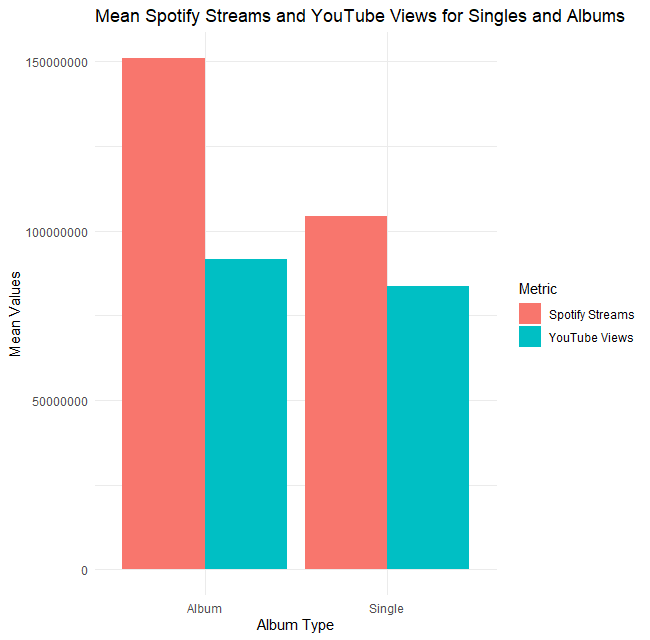 Mean Spotify Streams and YouTube Views for Singles and Albums
150000000
100000000
50000000
0
Mean Values
Album
Single
Album Type
Metric
Spotify Streams
YouTube Views